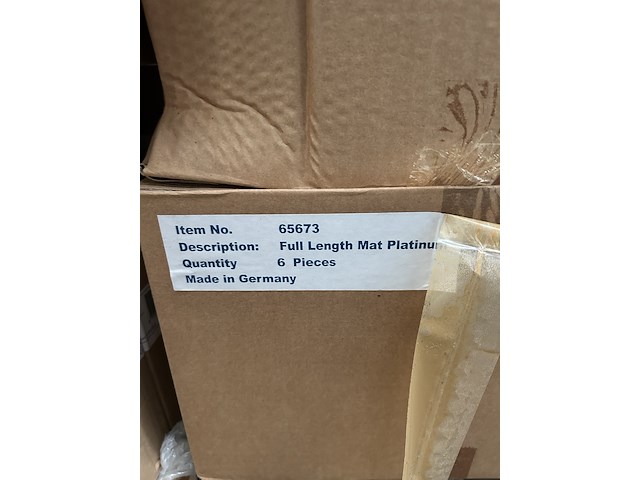 Item No. 65673
Description: Full Length Mat Platinu
Quantity 6 Pieces
Made in Germany